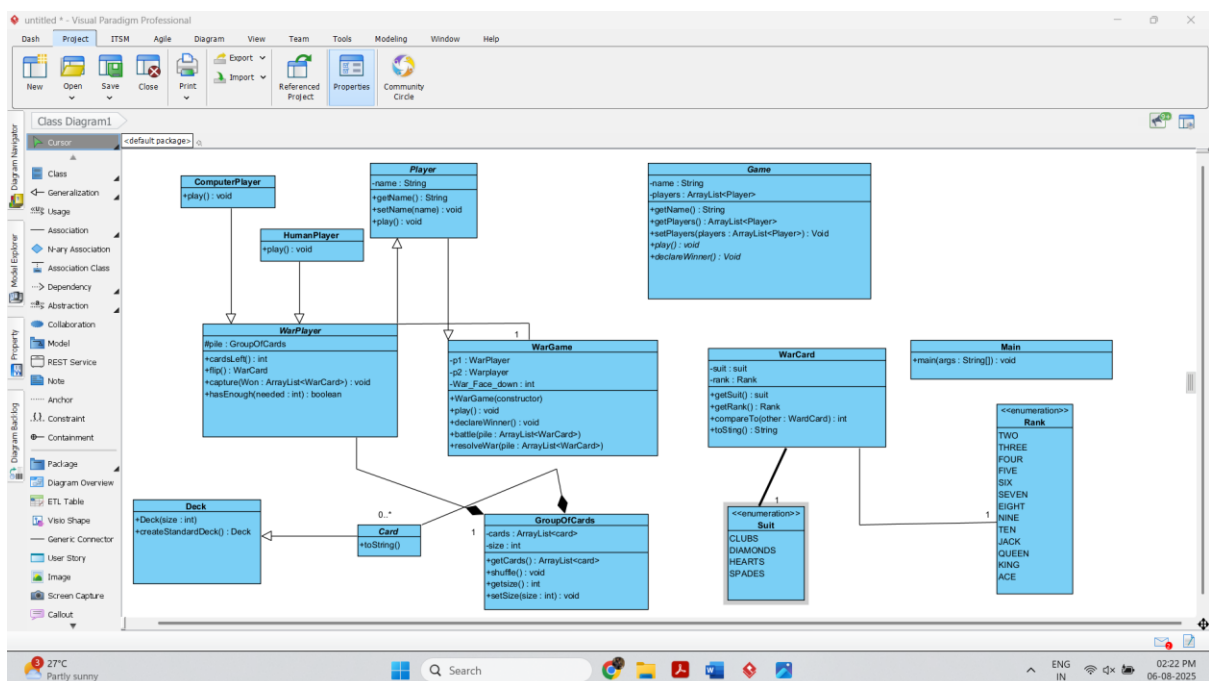 untitled * - Visual Paradigm Professional
Dash Project ITSM Agile Diagram View Team Tools Modeling Window Help
New Open Save Close Print Export Import Referenced Project Properties Community Circle
Class Diagram1
Diagram Navigator
Model Explorer
Property
Diagram Backlog
Cursor
Class
Generalization
Usage
Association
N-ary Association
Association Class
Dependency
Abstraction
Collaboration
Model
REST Service
Note
Anchor
Constraint
Containment
Package
Diagram Overview
ETL Table
Visio Shape
Generic Connector
User Story
Image
Screen Capture
Callout
<default package>
ComputerPlayer
+play() : void
HumanPlayer
+play() : void
Player
-name : String
+getName() : String
+setName(name) : void
+play() : void
Game
-name : String
-players : ArrayList<Player>
+getName() : String
+getPlayers() : ArrayList<Player>
+setPlayers(players : ArrayList<Player>) : Void
+play() : void
+declareWinner() : Void
WarPlayer
#pile : GroupOfCards
+cardsLeft() : int
+flip() : WarCard
+capture(Won : ArrayList<WarCard>) : void
+hasEnough(needed : int) : boolean
1
WarGame
-p1 : WarPlayer
-p2 : Warplayer
-War_Face_down : int
+WarGame(constructor)
+play() : void
+declareWinner() : void
+battle(pile : ArrayList<WarCard>)
+resolveWar(pile : ArrayList<WarCard>)
WarCard
-suit : suit
-rank : Rank
+getSuit() : suit
+getRank() : Rank
+compareTo(other : WardCard) : int
+toSting() : String
Main
+main(args : String[]) : void
<<enumeration>>
Rank
TWO
THREE
FOUR
FIVE
SIX
SEVEN
EIGHT
NINE
TEN
JACK
QUEEN
KING
ACE
1
1
<<enumeration>>
Suit
CLUBS
DIAMONDS
HEARTS
SPADES
Deck
+Deck(size : int)
+createStandardDeck() : Deck
0..*
Card
+toString()
1
GroupOfCards
-cards : ArrayList<card>
-size : int
+getCards() : ArrayList<card>
+shuffle() : void
+getsize() : int
+setSize(size : int) : void
3
27°C
Partly sunny
Search
ENG
IN
02:22 PM
06-08-2025